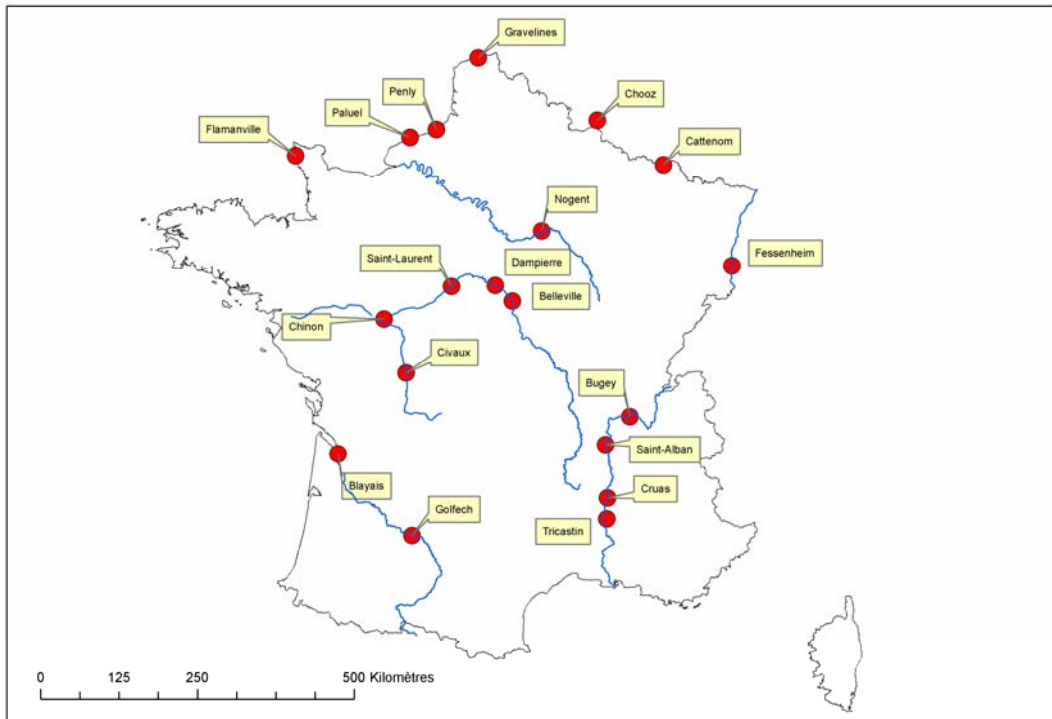 Gravelines
Penly
Chooz
Paluel
Flamanville
Cattenom
Nogent
Saint-Laurent
Dampierre
Fessenheim
Belleville
Chinon
Civaux
Bugey
Saint-Alban
Blayais
Cruas
Golfech
Tricastin
0 125 250 500 Kilomètres